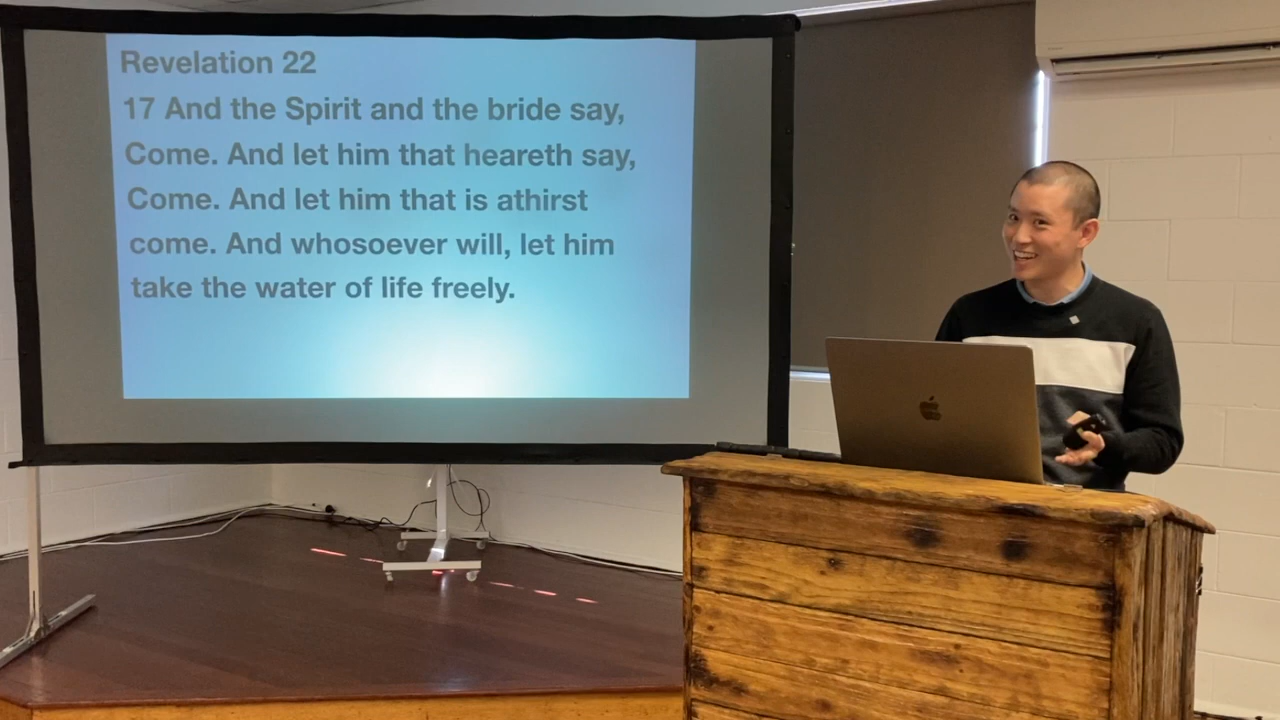 Revelation 22
17 And the Spirit and the bride say,
Come. And let him that heareth say,
Come. And let him that is athirst
come. And whosoever will, let him
take the water of life freely.